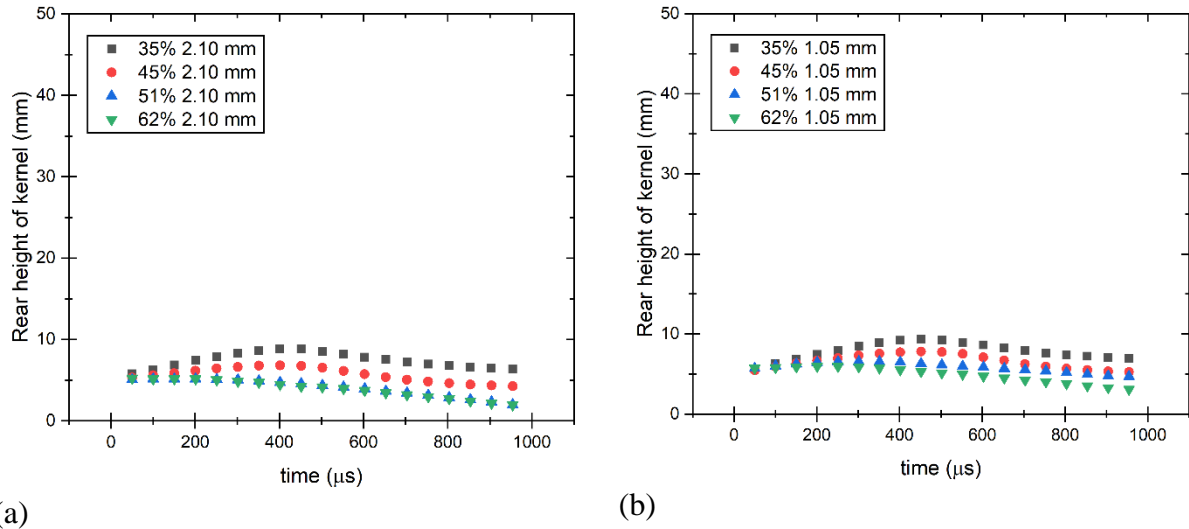 50
40
30
20
10
0
Rear height of kernel (mm)
35% 2.10 mm
45% 2.10 mm
51% 2.10 mm
62% 2.10 mm
0 200 400 600 800 1000
time (μs)
(a)
50
40
30
20
10
0
Rear height of kernel (mm)
35% 1.05 mm
45% 1.05 mm
51% 1.05 mm
62% 1.05 mm
0 200 400 600 800 1000
time (μs)
(b)